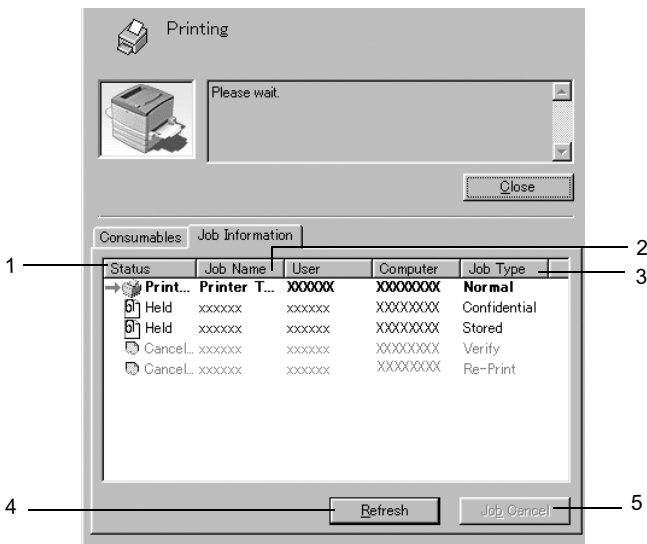 Printing
Please wait.
Close
Consumables Job Information
1 2 3
Status Job Name User Computer Job Type
Print... Printer T... XXXXXX XXXXXXXX Normal
Held xxxxxx xxxxxx XXXXXXXX Confidential
Held xxxxxx xxxxxx XXXXXXXX Stored
Cancel... xxxxxx xxxxxx XXXXXXXX Verify
Cancel... xxxxxx xxxxxx XXXXXXXX Re-Print
4 Refresh Job Cancel 5